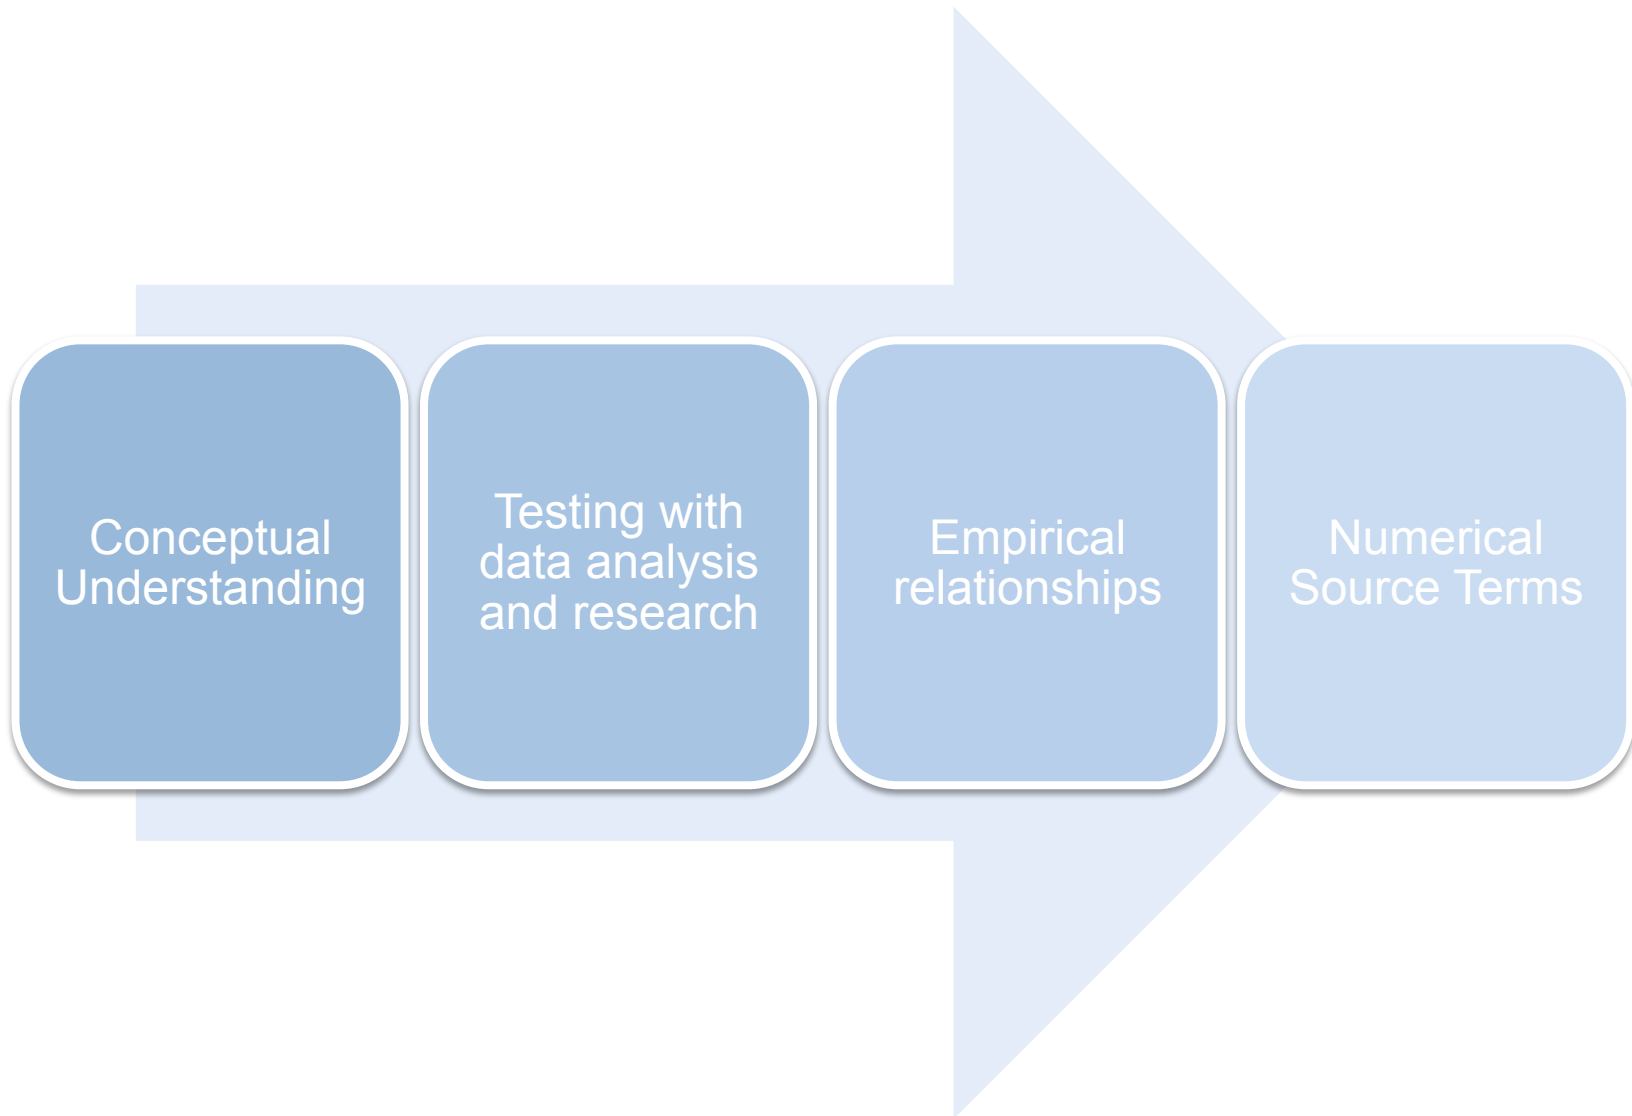 Conceptual
Understanding
Testing with
data analysis
and research
Empirical
relationships
Numerical
Source Terms